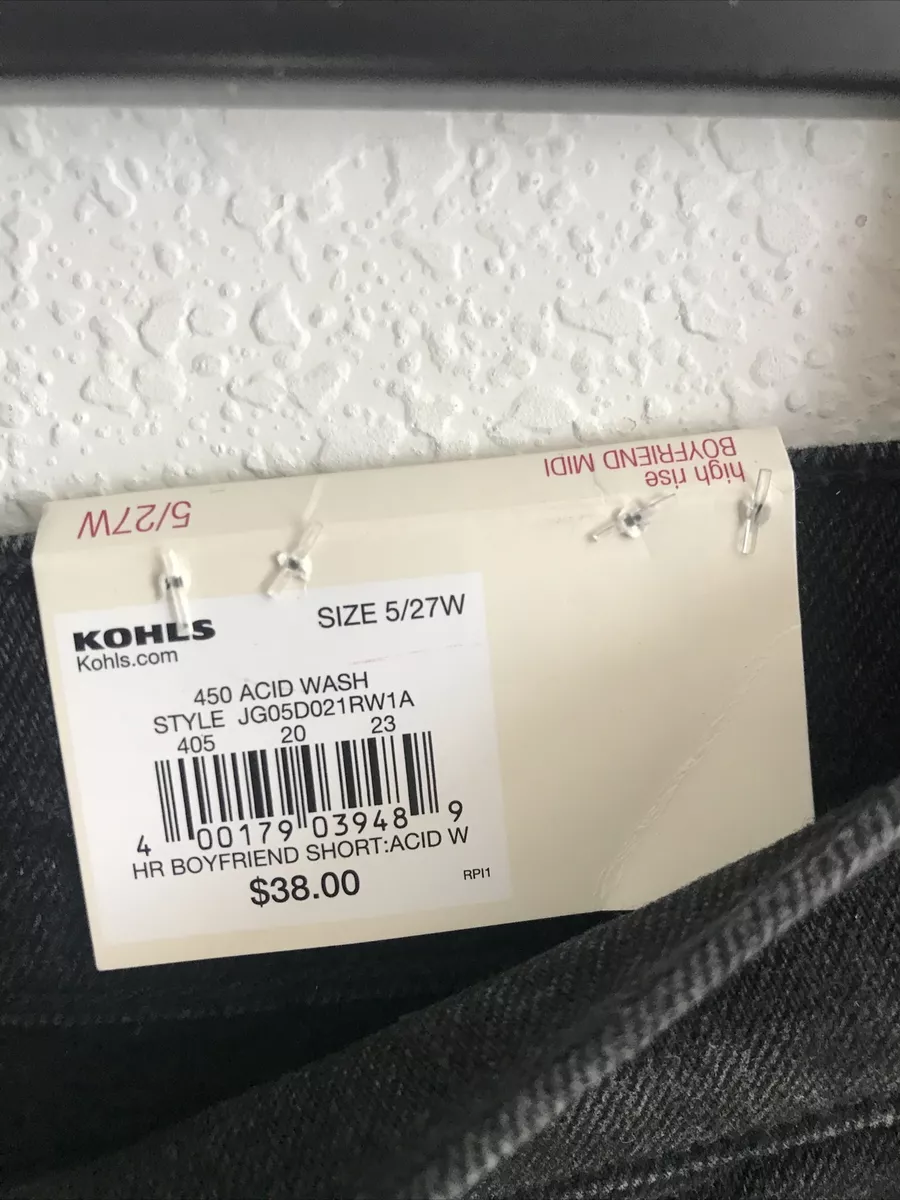 high rise
BOYFRIEND MIDI
5/27W
KOHL'S
Kohls.com
SIZE 5/27W
450 ACID WASH
STYLE JG05D021RW1A
405 20 23
4 00179 03948 9
HR BOYFRIEND SHORT:ACID W
$38.00
RPI1